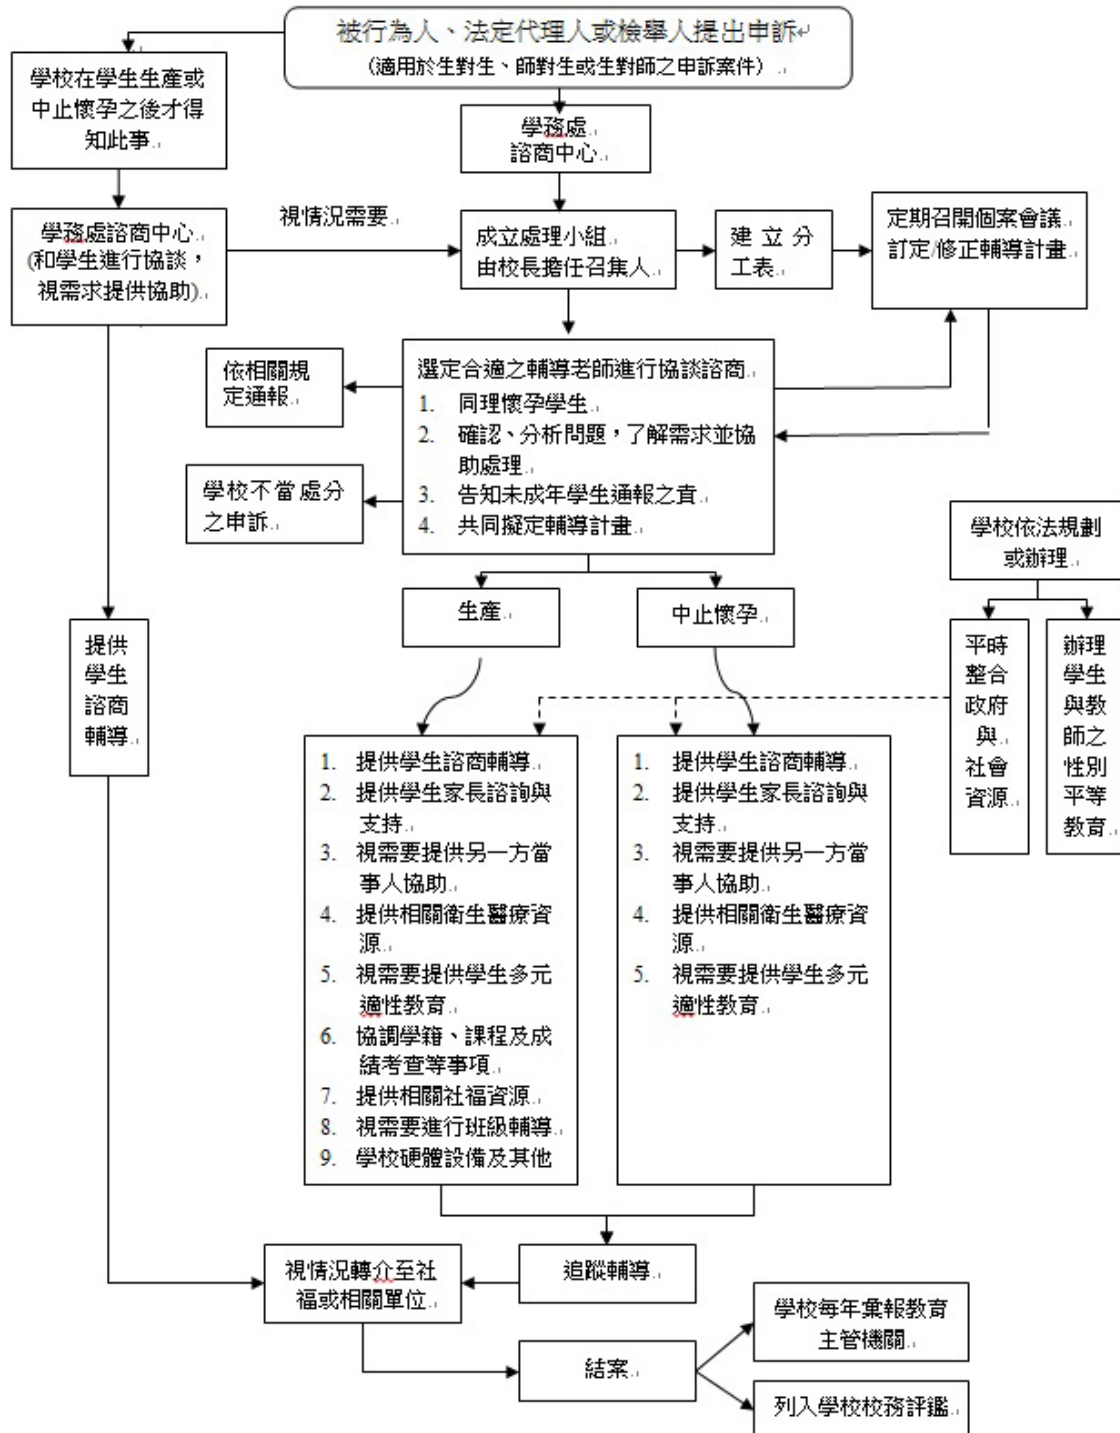 被行為人、法定代理人或檢舉人提出申訴
（適用於生對生、師對生或生對師之申訴案件）
學校在學生生產或
中止懷孕之後才得
知此事
學務處
諮商中心
學務處諮商中心
(和學生進行協談，
視需求提供協助)
視情況需要
成立處理小組
由校長擔任召集人
建立分
工表
定期召開個案會議
訂定/修正輔導計畫
依相關規
定通報
選定合適之輔導老師進行協談諮商
1. 同理懷孕學生
2. 確認、分析問題，了解需求並協
助處理
3. 告知未成年學生通報之責
4. 共同擬定輔導計畫
學校不當處分
之申訴
學校依法規劃
或辦理
生產
中止懷孕
提供
學生
諮商
輔導
平時
整合
政府
與
社會
資源
辦理
學生
與教
師之
性別
平等
教育
1. 提供學生諮商輔導
2. 提供學生家長諮詢與
支持
3. 視需要提供另一方當
事人協助
4. 提供相關衛生醫療資
源
5. 視需要提供學生多元
適性教育
6. 協調學籍、課程及成
績考查等事項
7. 提供相關社福資源
8. 視需要進行班級輔導
9. 學校硬體設備及其他
1. 提供學生諮商輔導
2. 提供學生家長諮詢與
支持
3. 視需要提供另一方當
事人協助
4. 提供相關衛生醫療資
源
5. 視需要提供學生多元
適性教育
視情況轉介至社
福或相關單位
追蹤輔導
結案
學校每年彙報教育
主管機關
列入學校校務評鑑